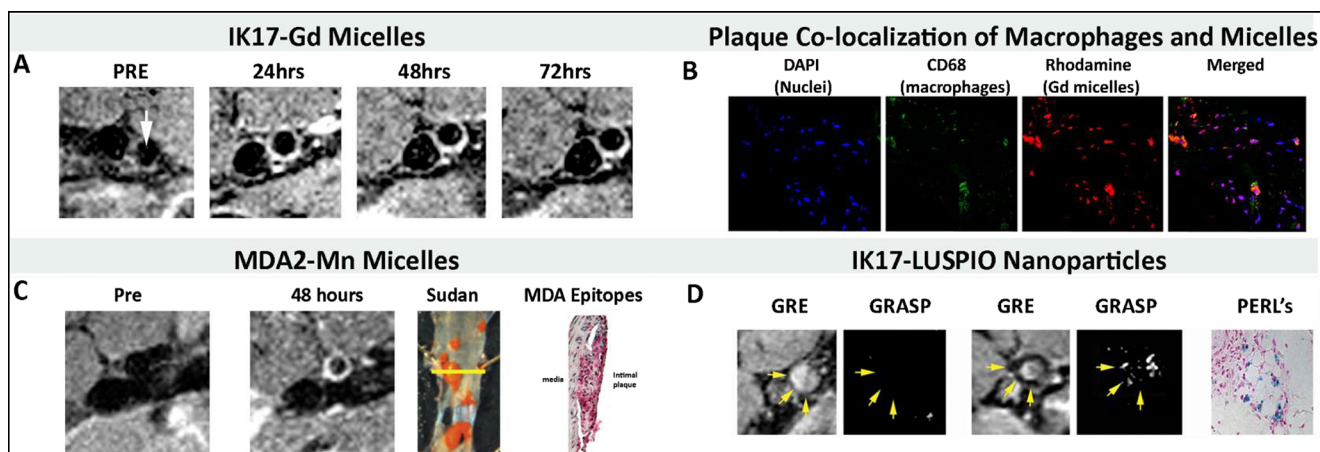 IK17-Gd Micelles
A
PRE
24hrs
48hrs
72hrs
Plaque Co-localization of Macrophages and Micelles
B
DAPI
(Nuclei)
CD68
(macrophages)
Rhodamine
(Gd micelles)
Merged
MDA2-Mn Micelles
C
Pre
48 hours
Sudan
MDA Epitopes
media
Intimal
plaque
IK17-LUSPIO Nanoparticles
D
GRE
GRASP
GRE
GRASP
PERL's